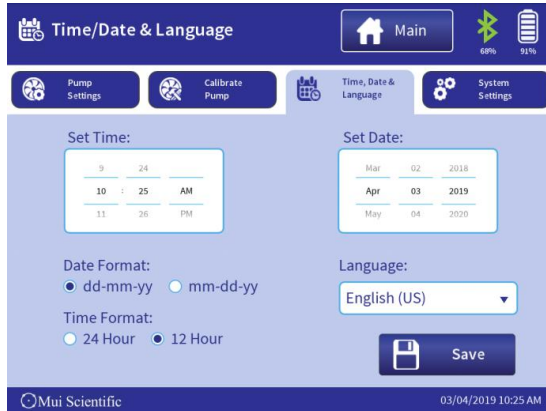 Time/Date & Language
Main
68%
91%
Pump
Settings
Calibrate
Pump
Time, Date &
Language
System
Settings
Set Time:
9 24
10 : 25 AM
11 26 PM
Set Date:
Mar 02 2018
Apr 03 2019
May 04 2020
Date Format:
dd-mm-yy mm-dd-yy
Time Format:
24 Hour 12 Hour
Language:
English (US)
Save
Mui Scientific
03/04/2019 10:25 AM